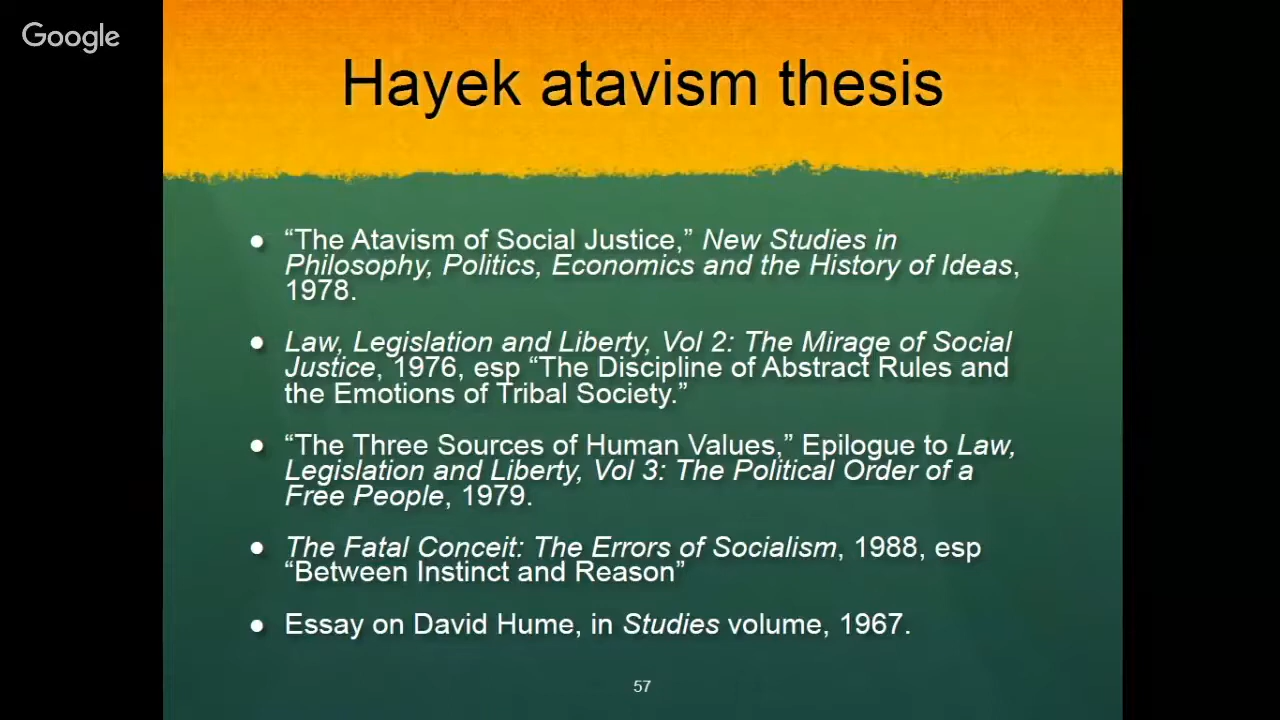 Google
Hayek atavism thesis
● “The Atavism of Social Justice,” New Studies in
Philosophy, Politics, Economics and the History of Ideas,
1978.
● Law, Legislation and Liberty, Vol 2: The Mirage of Social
Justice, 1976, esp “The Discipline of Abstract Rules and
the Emotions of Tribal Society.”
● “The Three Sources of Human Values,” Epilogue to Law,
Legislation and Liberty, Vol 3: The Political Order of a
Free People, 1979.
● The Fatal Conceit: The Errors of Socialism, 1988, esp
“Between Instinct and Reason”
● Essay on David Hume, in Studies volume, 1967.
57